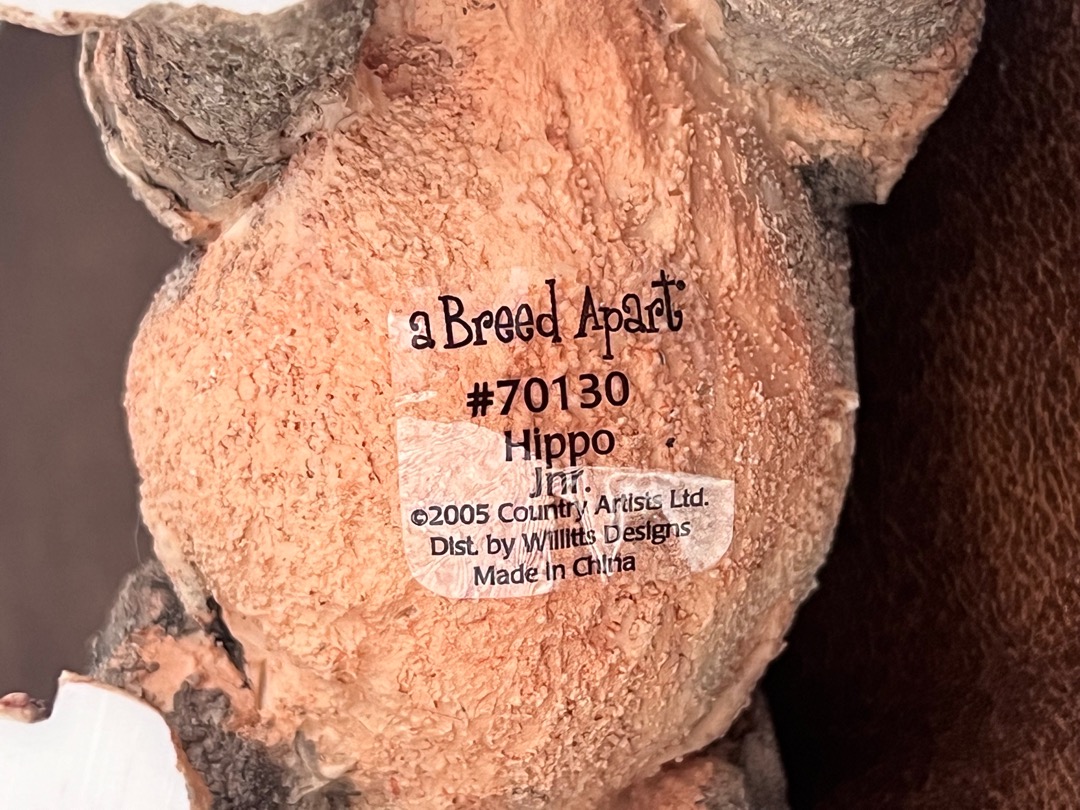 a Breed Apart
#70130
Hippo
Jnr.
©2005 Country Artists Ltd.
Dist. by Willitts Designs
Made in China